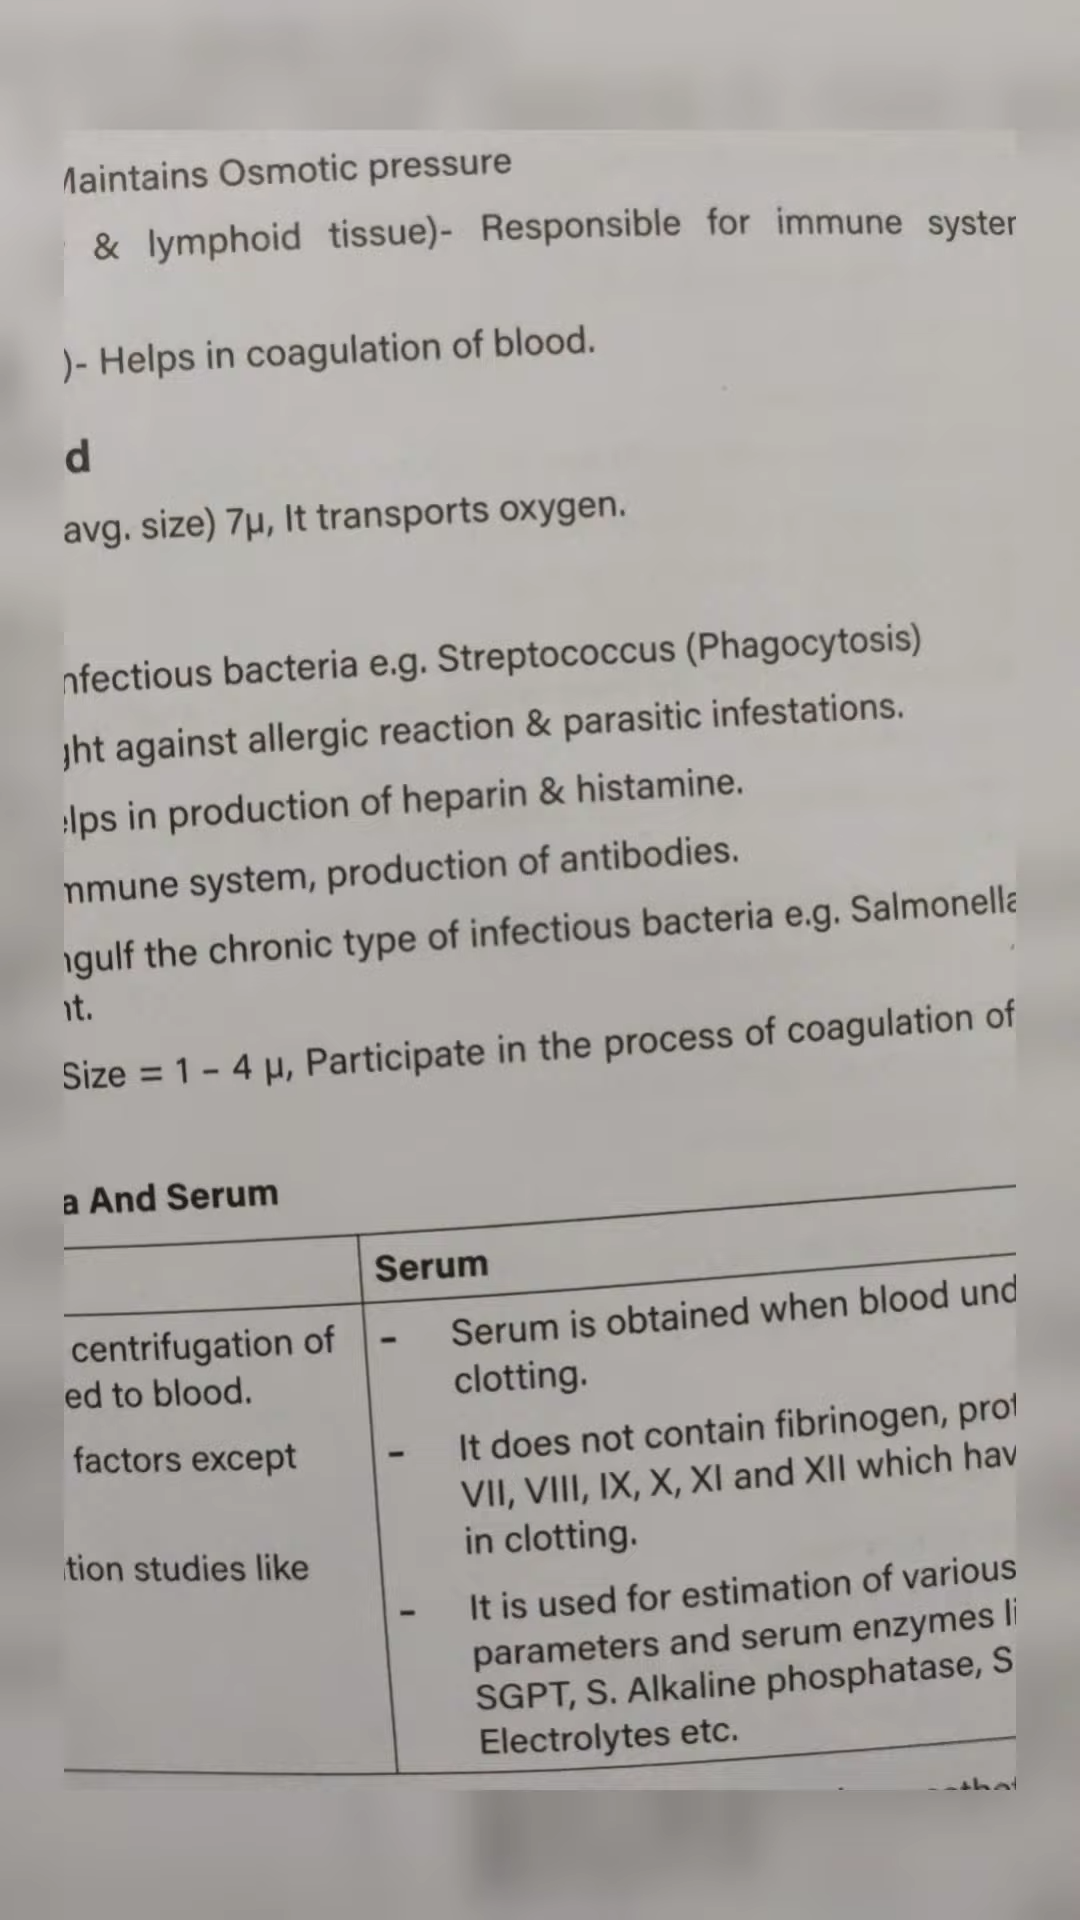 Maintains Osmotic pressure
& lymphoid tissue)- Responsible for immune
)- Helps in coagulation of blood.
d
avg. size) 7µ, It transports oxygen.
nfectious bacteria e.g. Streptococcus (Phagocytosis)
ght against allergic reaction & parasitic infestations.
elps in production of heparin & histamine.
mmune system, production of antibodies.
ngulf the chronic type of infectious bacteria e.g. Salmonella
nt.
Size = 1 – 4 µ, Participate in the process of coagulation of
a And Serum
Serum
centrifugation of
ed to blood.
factors except
tion studies like
- Serum is obtained when blood und
clotting.
- It does not contain fibrinogen,
VII, VIII, IX, X, XI and XII which hav
in clotting.
- It is used for estimation of various
parameters and serum enzymes li
SGPT, S. Alkaline phosphatase, S
Electrolytes etc.